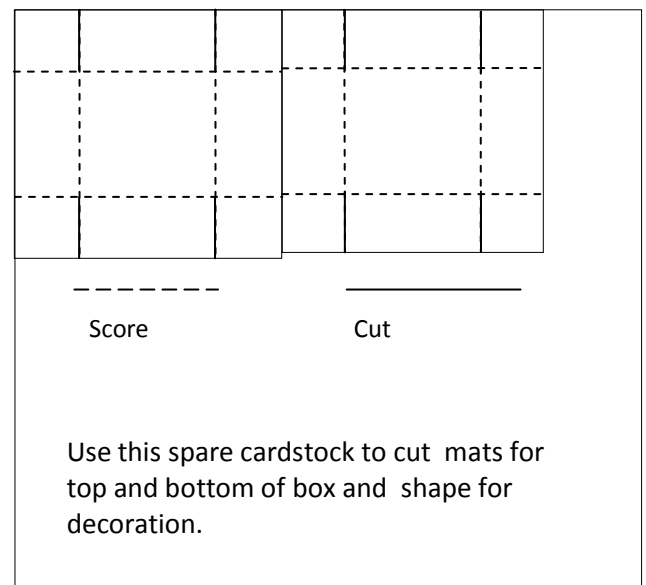 Score
Cut
Use this spare cardstock to cut  mats for
top and bottom of box and  shape for
decoration.